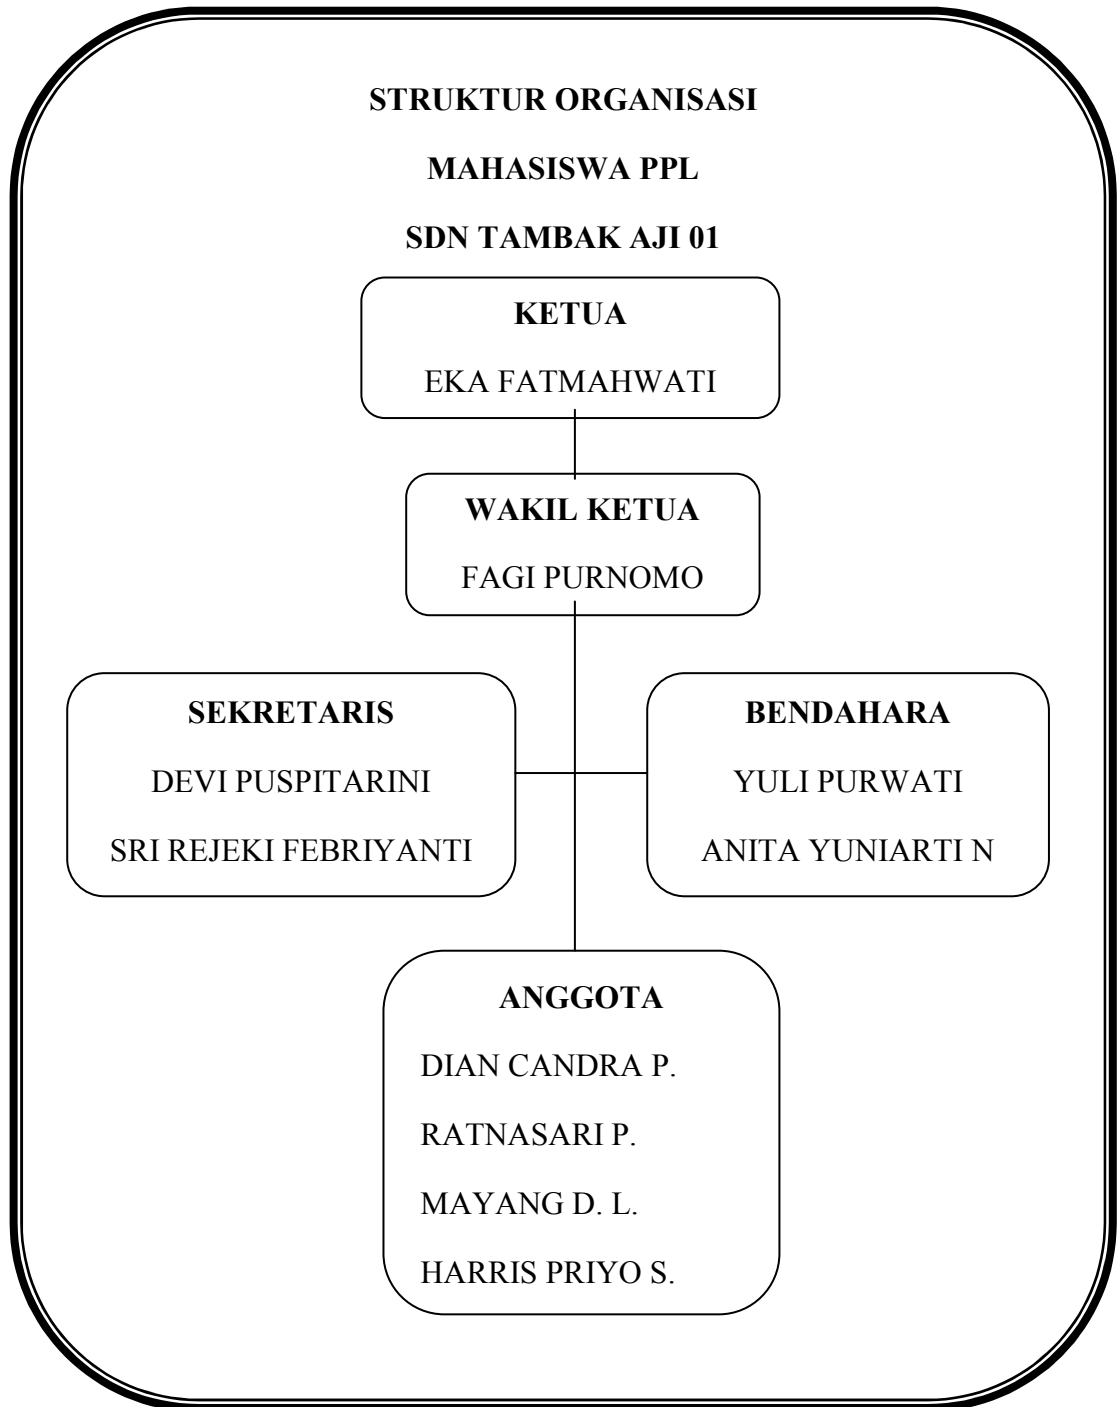 STRUKTUR ORGANISASI
MAHASISWA PPL
SDN TAMBAK AJI 01
KETUA
EKA FATMAHWATI
WAKIL KETUA
FAGI PURNOMO
SEKRETARIS
DEVI PUSPITARINI
SRI REJEKI FEBRIYANTI
BENDAHARA
YULI PURWATI
ANITA YUNIARTI N
ANGGOTA
DIAN CANDRA P.
RATNASARI P.
MAYANG D. L.
HARRIS PRIYO S.